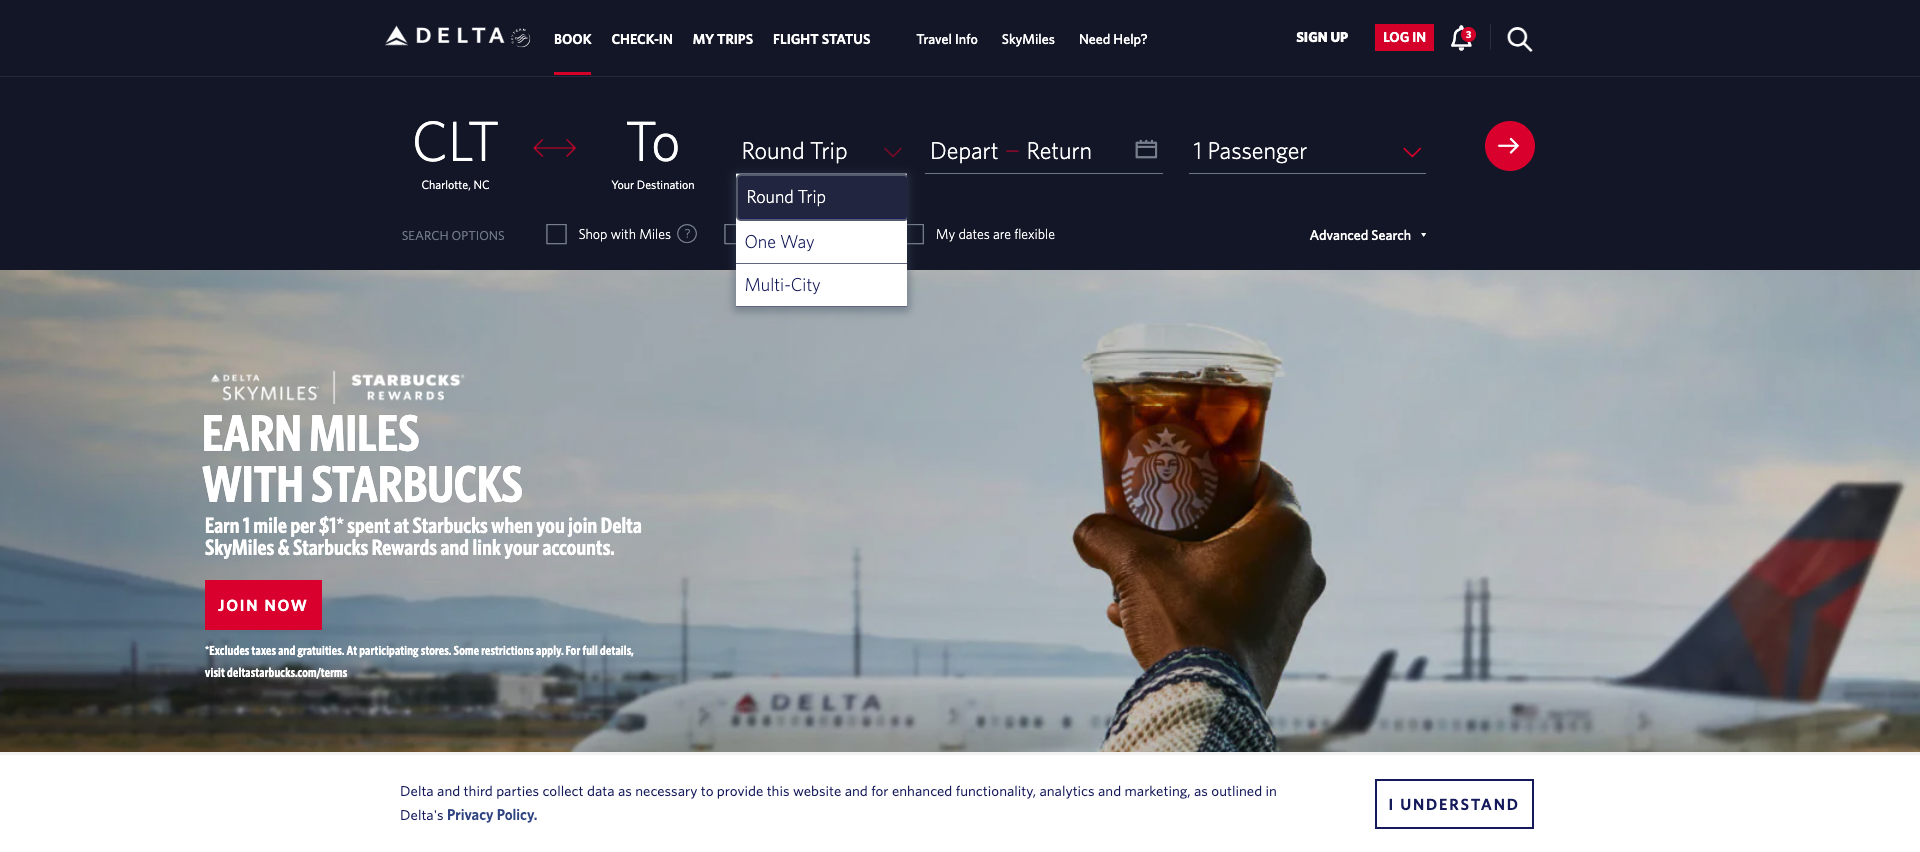 DELTA
BOOK
CHECK-IN
MY TRIPS
FLIGHT STATUS
Travel Info
SkyMiles
Need Help?
SIGN UP
LOG IN
3
CLT
Charlotte, NC
To
Your Destination
Round Trip
Depart – Return
1 Passenger
Round Trip
One Way
Multi-City
SEARCH OPTIONS
Shop with Miles ?
My dates are flexible
Advanced Search
DELTA
SKYMILES
STARBUCKS®
REWARDS
EARN MILES
WITH STARBUCKS
Earn 1 mile per $1* spent at Starbucks when you join Delta
SkyMiles & Starbucks Rewards and link your accounts.
JOIN NOW
*Excludes taxes and gratuities. At participating stores. Some restrictions apply. For full details,
visit deltastarbucks.com/terms
DELTA
Delta and third parties collect data as necessary to provide this website and for enhanced functionality, analytics and marketing, as outlined in
Delta's Privacy Policy.
I UNDERSTAND